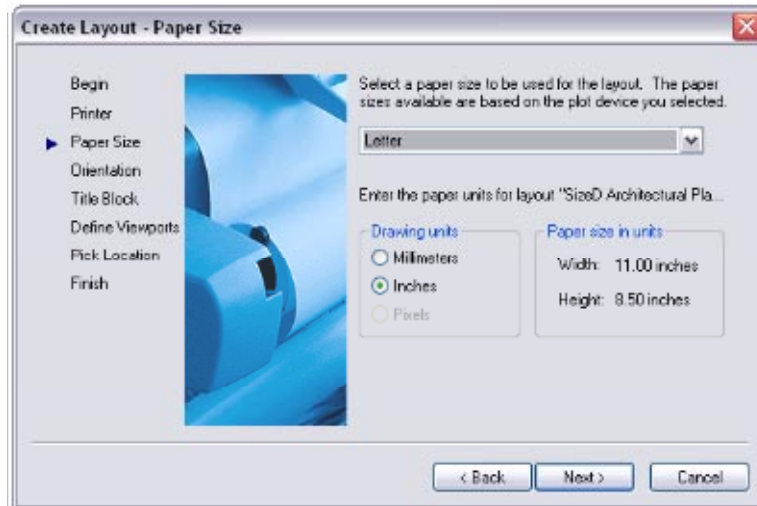 Create Layout - Paper Size
Begin
Printer
Paper Size
Orientation
Title Block
Define Viewports
Pick Location
Finish
Select a paper size to be used for the layout. The paper
sizes available are based on the plot device you selected.
Letter
Enter the paper units for layout "SizeD Architectural Pla...
Drawing units
Millimeters
Inches
Pixels
Paper size in units
Width: 11.00 inches
Height: 8.50 inches
< Back
Next >
Cancel